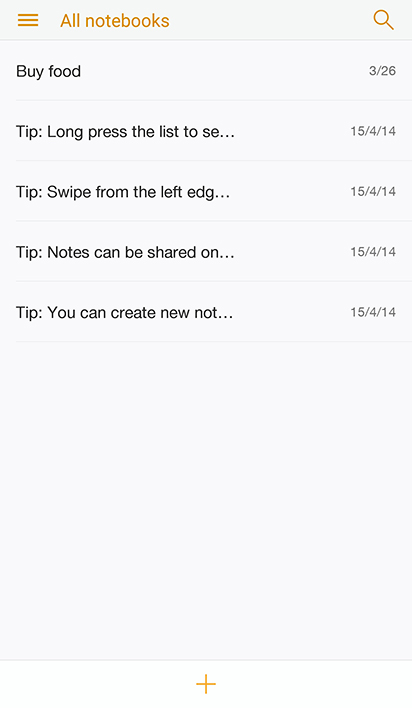 All notebooks
Buy food 3/26
Tip: Long press the list to se… 15/4/14
Tip: Swipe from the left edg… 15/4/14
Tip: Notes can be shared on… 15/4/14
Tip: You can create new not… 15/4/14